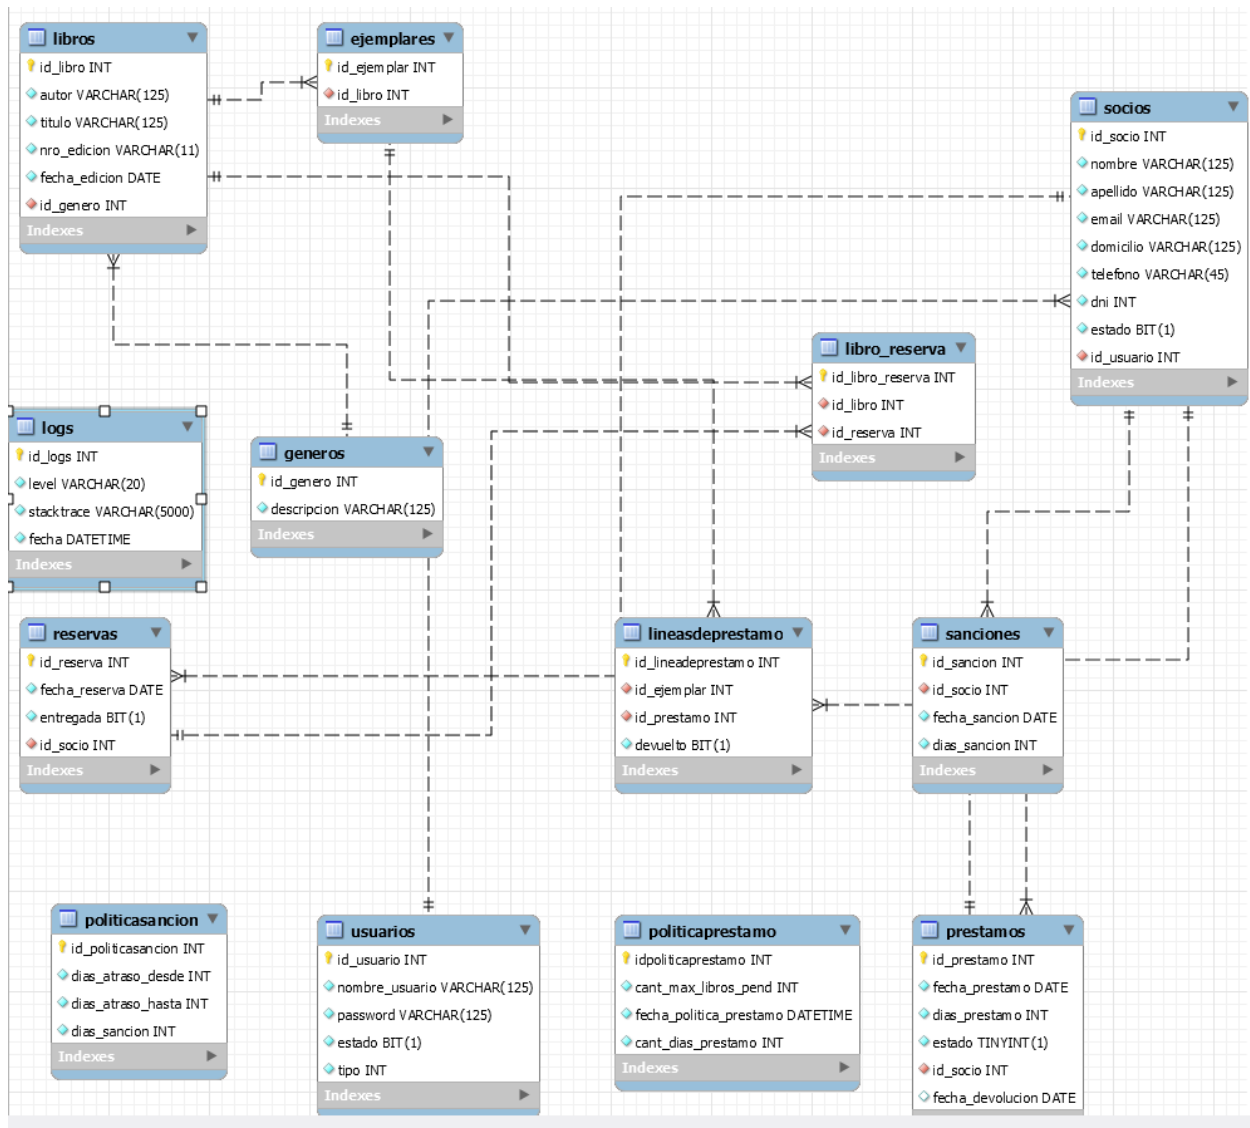 libros
id_libro INT
autor VARCHAR(125)
titulo VARCHAR(125)
nro_edicion VARCHAR(11)
fecha_edicion DATE
id_genero INT
Indexes
ejemplares
id_ejemplar INT
id_libro INT
Indexes
socios
id_socio INT
nombre VARCHAR(125)
apellido VARCHAR(125)
email VARCHAR(125)
domicilio VARCHAR(125)
telefono VARCHAR(45)
dni INT
estado BIT(1)
id_usuario INT
Indexes
libro_reserva
id_libro_reserva INT
id_libro INT
id_reserva INT
Indexes
logs
id_logs INT
level VARCHAR(20)
stacktrace VARCHAR(5000)
fecha DATETIME
Indexes
generos
id_genero INT
descripcion VARCHAR(125)
Indexes
reservas
id_reserva INT
fecha_reserva DATE
entregada BIT(1)
id_socio INT
Indexes
lineasdeprestamo
id_lineadeprestamo INT
id_ejemplar INT
id_prestamo INT
devuelto BIT(1)
Indexes
sanciones
id_sancion INT
id_socio INT
fecha_sancion DATE
dias_sancion INT
Indexes
politicasancion
id_politicasancion INT
dias_atraso_desde INT
dias_atraso_hasta INT
dias_sancion INT
Indexes
usuarios
id_usuario INT
nombre_usuario VARCHAR(125)
password VARCHAR(125)
estado BIT(1)
tipo INT
Indexes
politicaprestamo
idpoliticaprestamo INT
cant_max_libros_pend INT
fecha_politica_prestamo DATETIME
cant_dias_prestamo INT
Indexes
prestamos
id_prestamo INT
fecha_prestamo DATE
dias_prestamo INT
estado TINYINT(1)
id_socio INT
fecha_devolucion DATE